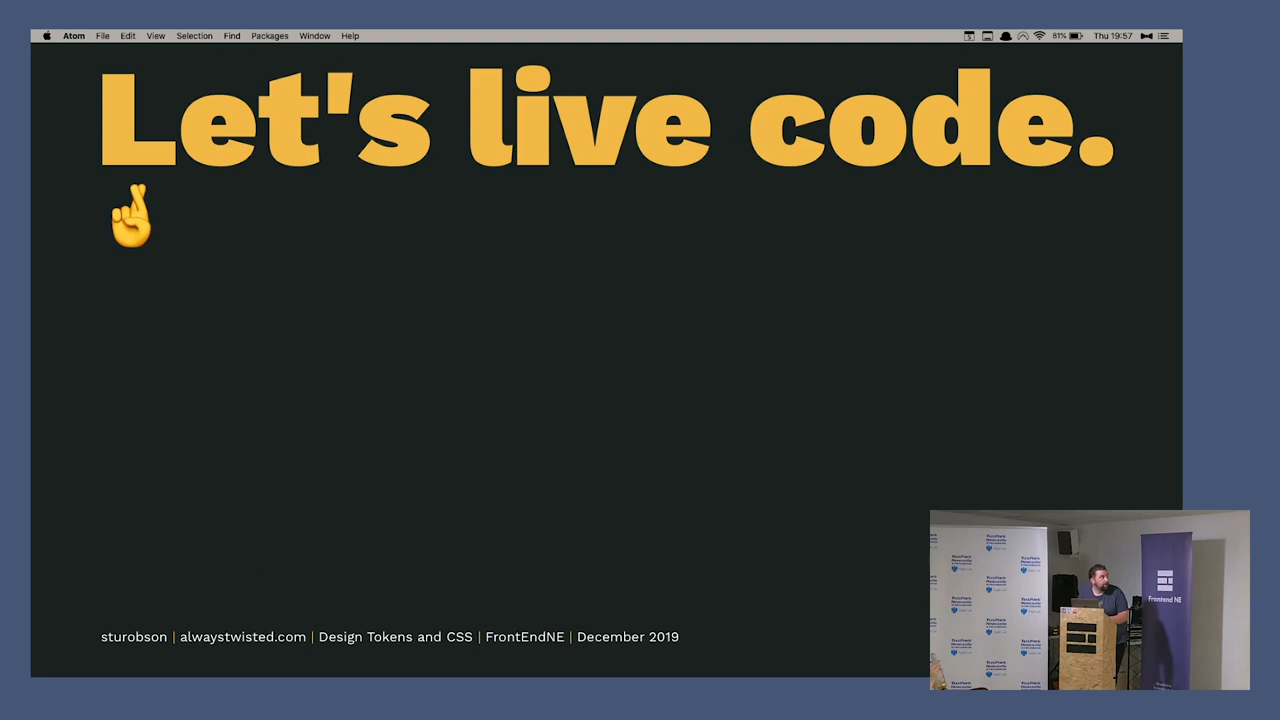 Atom File Edit View Selection Find Packages Window Help 81% Thu 19:57
Let's live code.
sturobson | alwaystwisted.com | Design Tokens and CSS | FrontEndNE | December 2019
Frontend NE